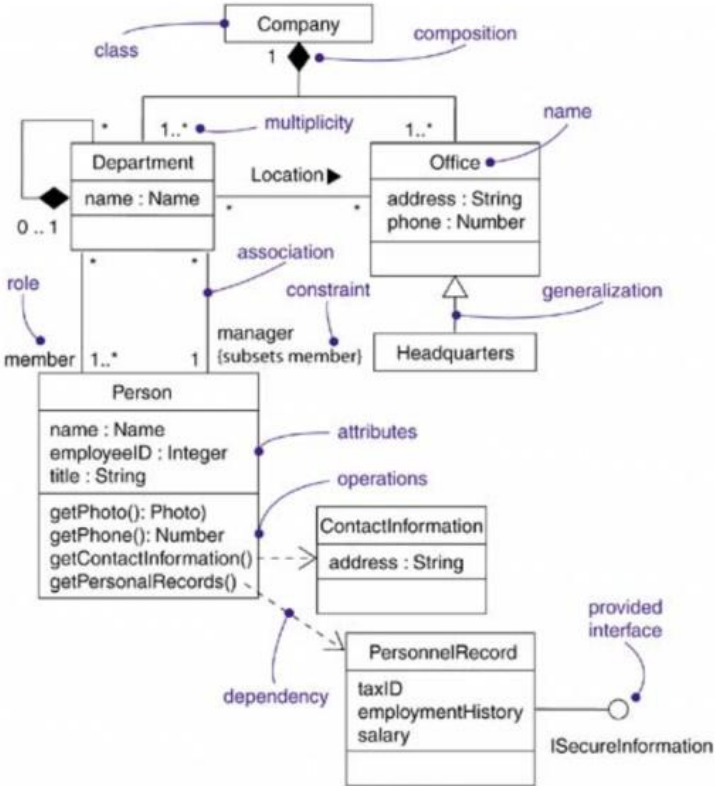 Company
class
1
composition
*
1..*
multiplicity
1..*
name
Department
Location▶
Office
name : Name
address : String
phone : Number
*
*
0 .. 1
*
*
association
role
constraint
generalization
member
1..*
1
manager
{subsets member}
Headquarters
Person
name : Name
employeeID : Integer
title : String
attributes
operations
getPhoto(): Photo)
getPhone(): Number
getContactInformation()
getPersonalRecords()
ContactInformation
address : String
provided
interface
PersonnelRecord
dependency
taxID
employmentHistory
salary
ISecureInformation